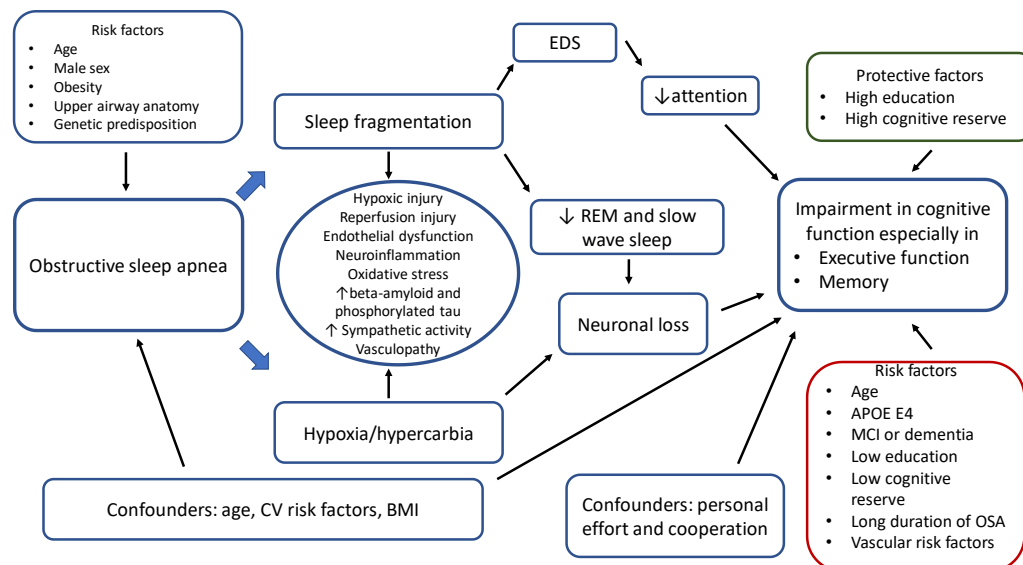 Risk factors
• Age
• Male sex
• Obesity
• Upper airway anatomy
• Genetic predisposition
EDS
↓attention
Protective factors
• High education
• High cognitive reserve
Sleep fragmentation
Obstructive sleep apnea
Hypoxic injury
Reperfusion injury
Endothelial dysfunction
Neuroinflammation
Oxidative stress
↑beta-amyloid and
phosphorylated tau
↑ Sympathetic activity
Vasculopathy
↓ REM and slow
wave sleep
Impairment in cognitive
function especially in
• Executive function
• Memory
Neuronal loss
Hypoxia/hypercarbia
Risk factors
• Age
• APOE E4
• MCI or dementia
• Low education
• Low cognitive
reserve
• Long duration of OSA
• Vascular risk factors
Confounders: age, CV risk factors, BMI
Confounders: personal
effort and cooperation